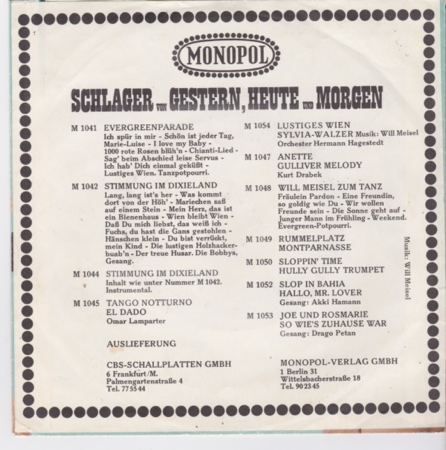 MONOPOL
SCHLAGER VON GESTERN, HEUTE UND MORGEN
M 1041 EVERGREENPARADE
Ich spür in mir - Schön ist jeder Tag,
Marie-Luise - I love my Baby -
1000 rote Rosen blüh'n - Chianti-Lied -
Sag' beim Abschied leise Servus -
Ich hab' Dich einmal geküßt -
Lustiges Wien. Tanzpotpourri.
M 1042 STIMMUNG IM DIXIELAND
Lang, lang ist's her - Was kommt
dort von der Höh' - Mariechen saß
auf einem Stein - Mein Herz, das ist
ein Bienenhaus - Wien bleibt Wien -
Daß Du mich liebst, das weiß ich -
Fuchs, du hast die Gans gestohlen -
Hänschen klein - Du bist verrückt,
mein Kind - Die lustigen Holzhacker-
buab'n - Der treue Husar. Die Bobbys,
Gesang.
M 1044 STIMMUNG IM DIXIELAND
Inhalt wie unter Nummer M 1042.
Instrumental.
M 1045 TANGO NOTTURNO
EL DADO
Omar Lamparter
AUSLIEFERUNG
CBS-SCHALLPLATTEN GMBH
6 Frankfurt/M.
Palmengartenstraße 4
Tel. 77 55 44
M 1054 LUSTIGES WIEN
SYLVIA-WALZER Musik: Will Meisel
Orchester Hermann Hagestedt
M 1047 ANETTE
GULLIVER MELODY
Kurt Drabek
M 1048 WILL MEISEL ZUM TANZ
Fräulein Pardon - Eine Freundin,
so goldig wie Du - Wir wollen
Freunde sein - Die Sonne geht auf -
Junger Mann im Frühling - Weekend.
Evergreen-Potpourri.
M 1049 RUMMELPLATZ
MONTPARNASSE
M 1050 SLOPPIN' TIME
HULLY GULLY TRUMPET
M 1052 SLOP IN BAHIA
HALLO, MR. LOVER
Gesang: Akki Hamann
M 1053 JOE UND ROSMARIE
SO WIE'S ZUHAUSE WAR
Gesang: Drago Petan
Musik: Will Meisel
MONOPOL-VERLAG GMBH
1 Berlin 31
Wittelsbacherstraße 18
Tel. 90 23 45